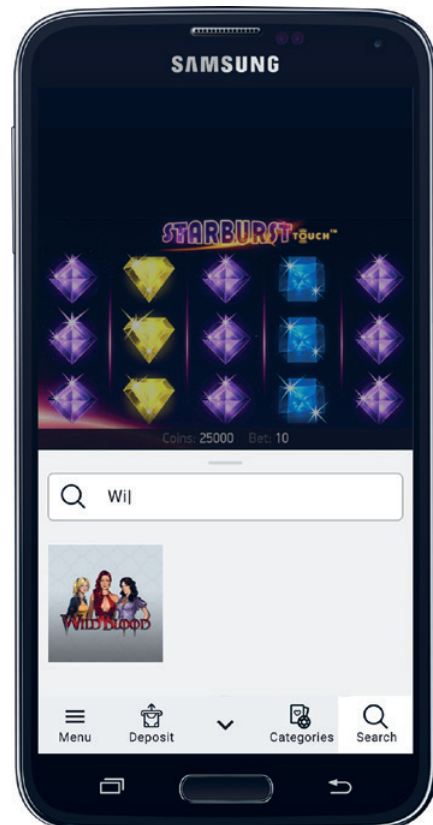 SAMSUNG
STARBURST TOUCH™
Coins: 25000 Bet: 10
Wil
WILD BLOOD
Menu Deposit Categories Search